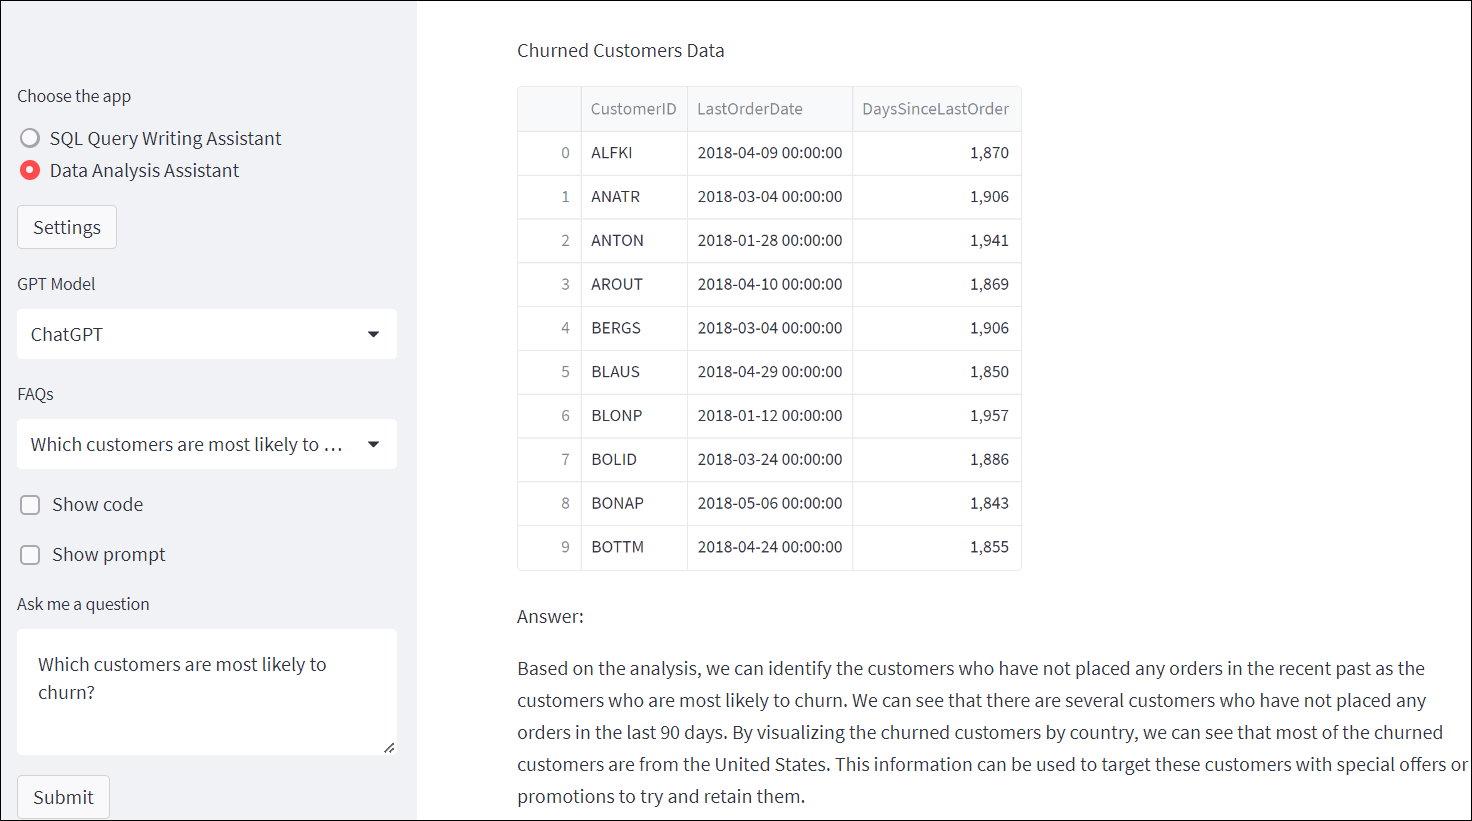 Choose the app
SQL Query Writing Assistant
Data Analysis Assistant
Settings
GPT Model
ChatGPT
FAQs
Which customers are most likely to ...
Show code
Show prompt
Ask me a question
Which customers are most likely to
churn?
Submit
Churned Customers Data
CustomerID LastOrderDate DaysSinceLastOrder
0 ALFKI 2018-04-09 00:00:00 1,870
1 ANATR 2018-03-04 00:00:00 1,906
2 ANTON 2018-01-28 00:00:00 1,941
3 AROUT 2018-04-10 00:00:00 1,869
4 BERGS 2018-03-04 00:00:00 1,906
5 BLAUS 2018-04-29 00:00:00 1,850
6 BLONP 2018-01-12 00:00:00 1,957
7 BOLID 2018-03-24 00:00:00 1,886
8 BONAP 2018-05-06 00:00:00 1,843
9 BOTTM 2018-04-24 00:00:00 1,855
Answer:
Based on the analysis, we can identify the customers who have not placed any orders in the recent past as the
customers who are most likely to churn. We can see that there are several customers who have not placed any
orders in the last 90 days. By visualizing the churned customers by country, we can see that most of the churned
customers are from the United States. This information can be used to target these customers with special offers or
promotions to try and retain them.